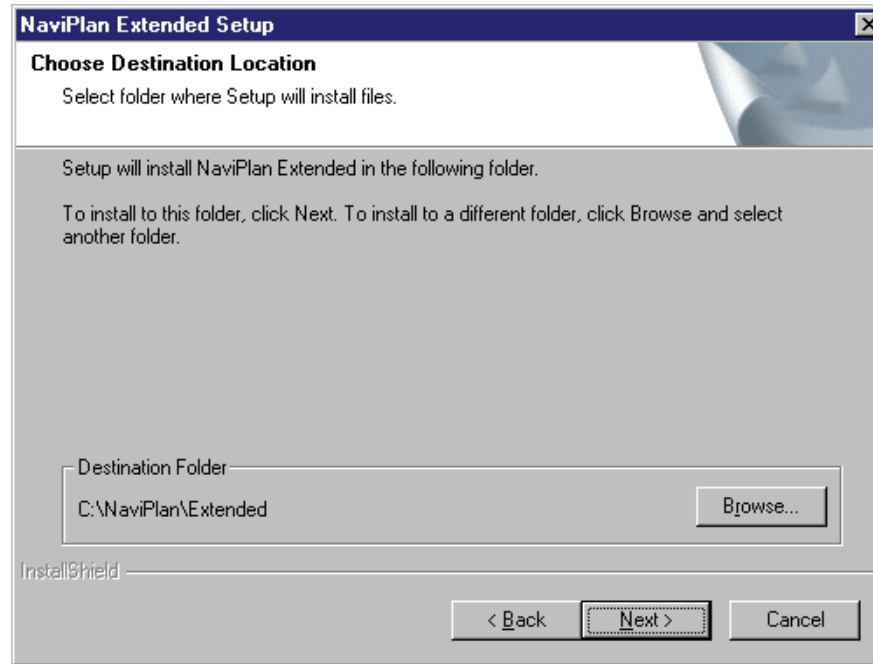 NaviPlan Extended Setup
Choose Destination Location
Select folder where Setup will install files.
Setup will install NaviPlan Extended in the following folder.
To install to this folder, click Next. To install to a different folder, click Browse and select
another folder.
Destination Folder
C:\NaviPlan\Extended
Browse...
InstallShield
< Back
Next >
Cancel